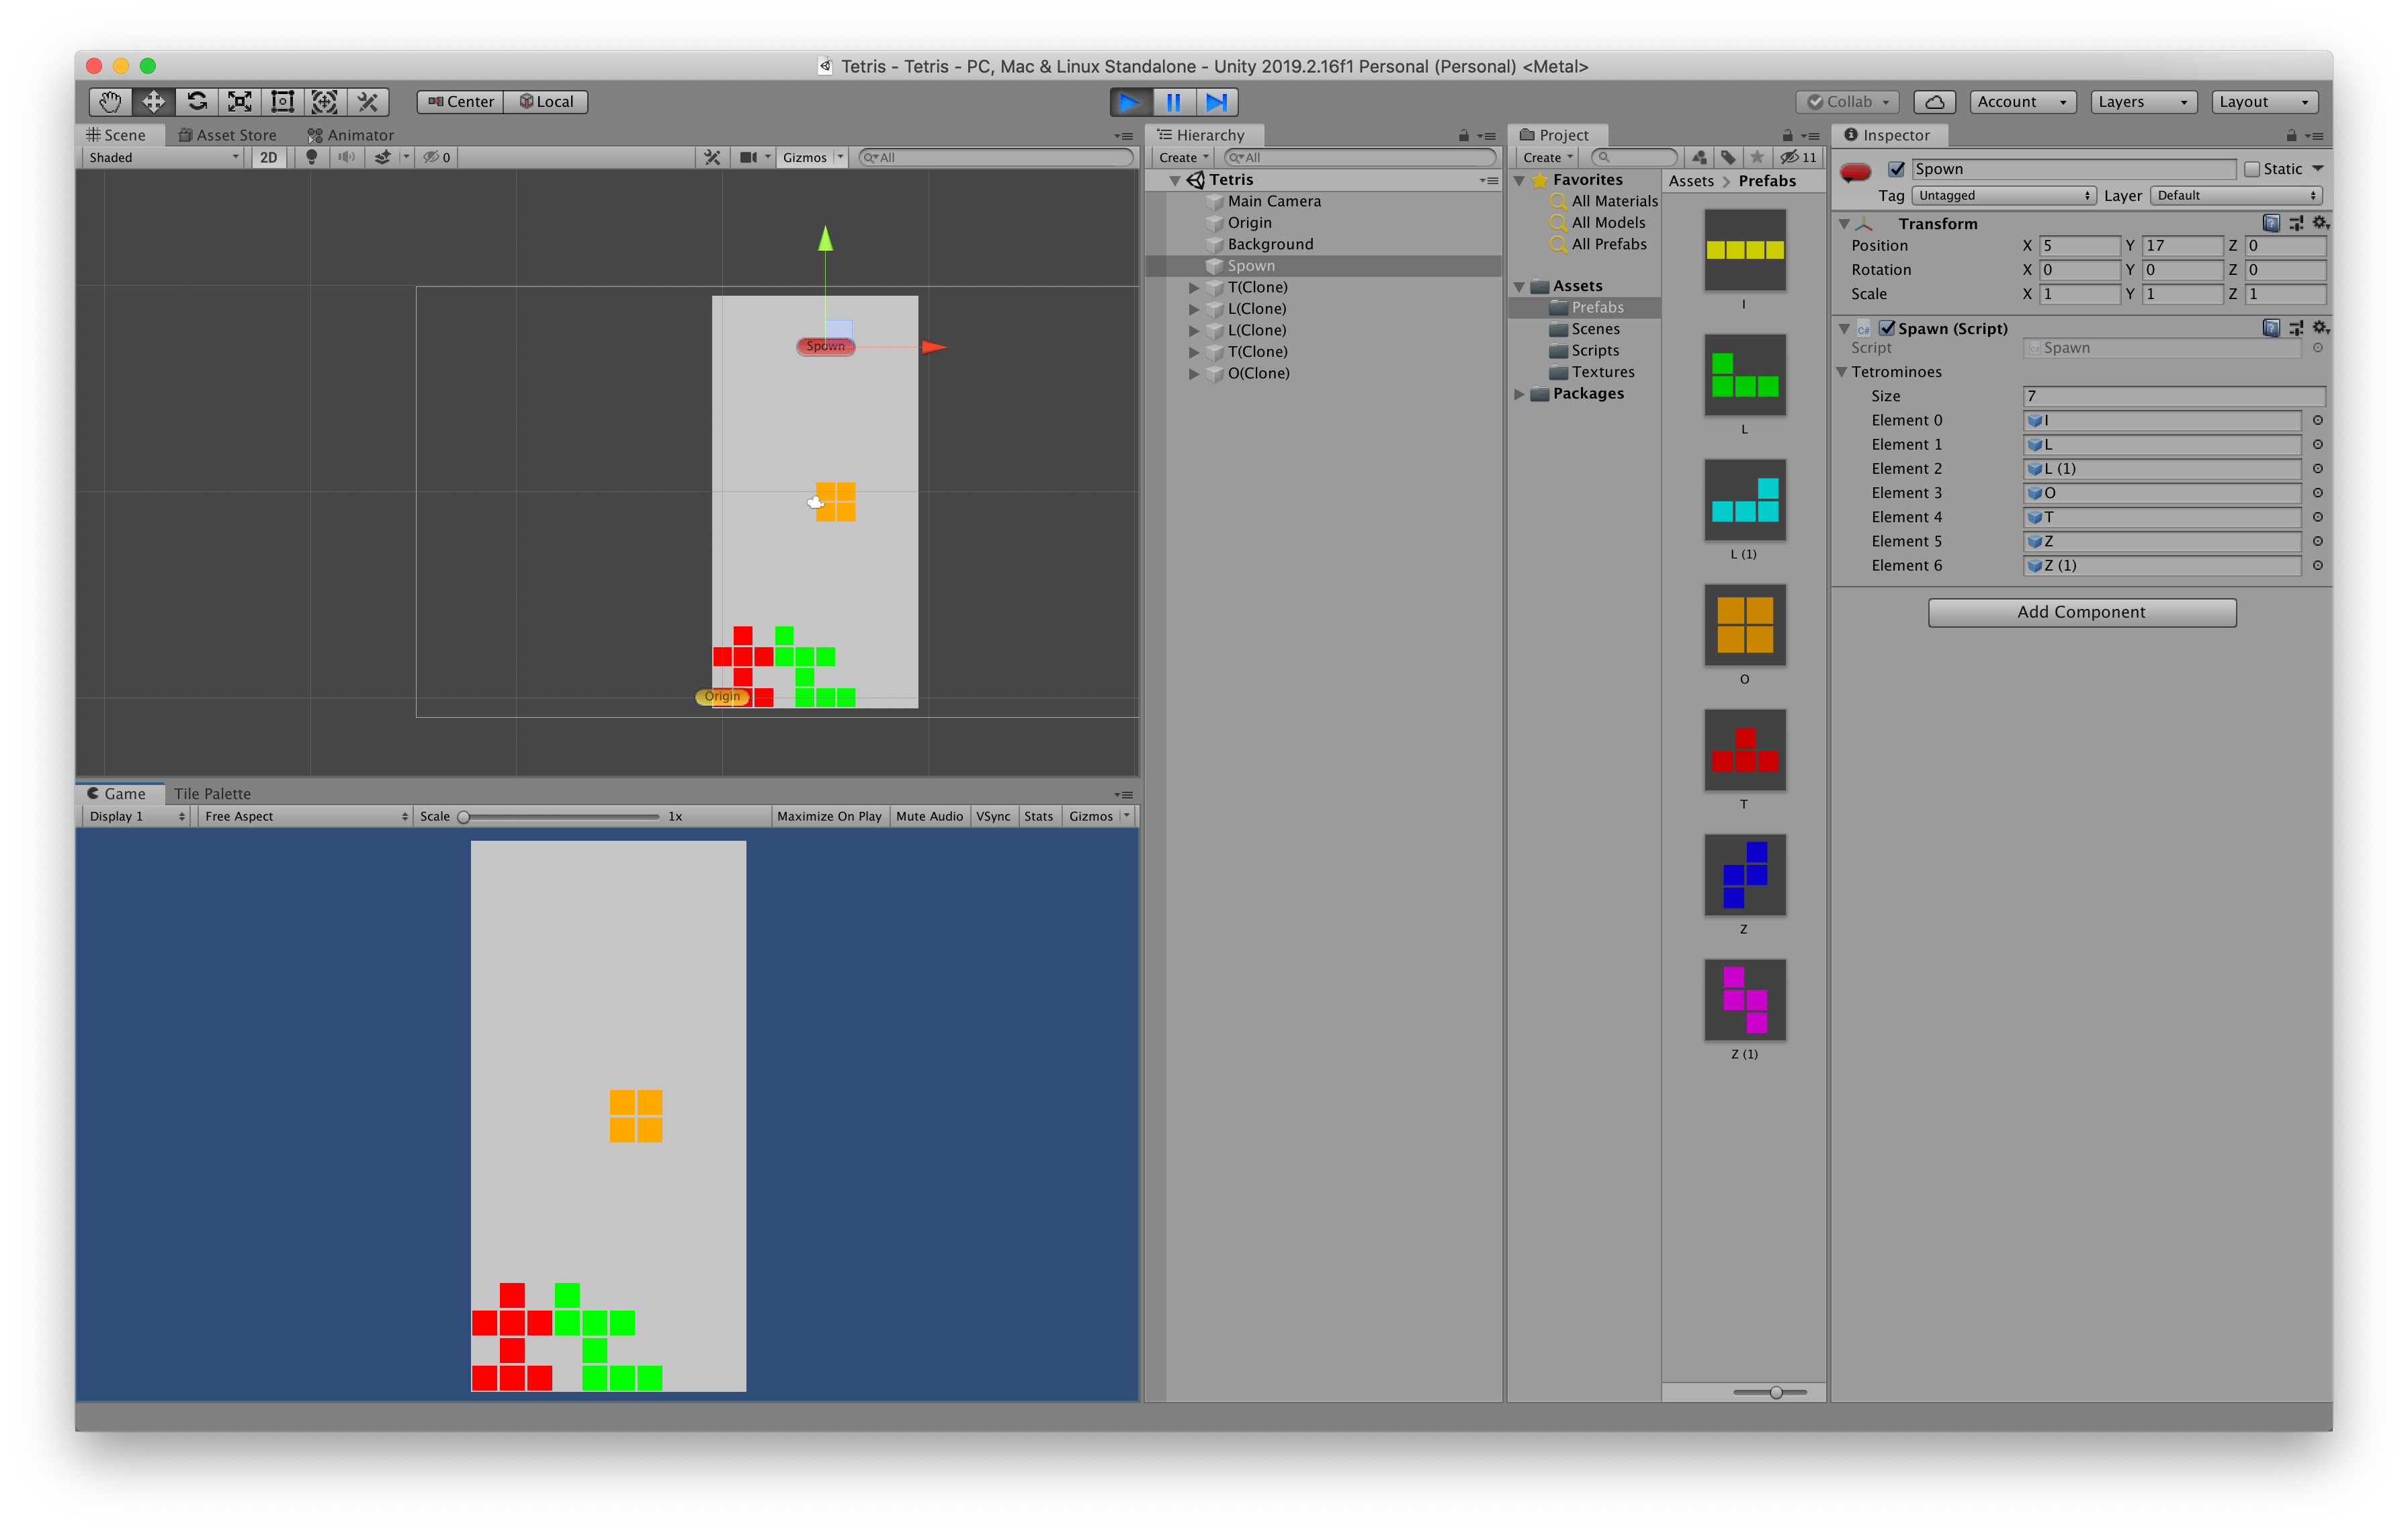 Tetris - Tetris - PC, Mac & Linux Standalone - Unity 2019.2.16f1 Personal (Personal) <Metal>
Center Local
Collab Account Layers Layout
Scene Asset Store Animator
Shaded 2D 0 Gizmos All
Spawn
Origin
Game Tile Palette
Display 1 Free Aspect Scale 1x Maximize On Play Mute Audio VSync Stats Gizmos
Hierarchy
Create All
Tetris
Main Camera
Origin
Background
Spawn
T(Clone)
L(Clone)
L(Clone)
T(Clone)
O(Clone)
Project
Create 11
Favorites
All Materials
All Models
All Prefabs
Assets
Prefabs
Scenes
Scripts
Textures
Packages
Assets > Prefabs
I
L
L (1)
O
T
Z
Z (1)
Inspector
Spown Static
Tag Untagged Layer Default
Transform
Position X 5 Y 17 Z 0
Rotation X 0 Y 0 Z 0
Scale X 1 Y 1 Z 1
C# Spawn (Script)
Script Spawn
Tetrominoes
Size 7
Element 0 I
Element 1 L
Element 2 L (1)
Element 3 O
Element 4 T
Element 5 Z
Element 6 Z (1)
Add Component